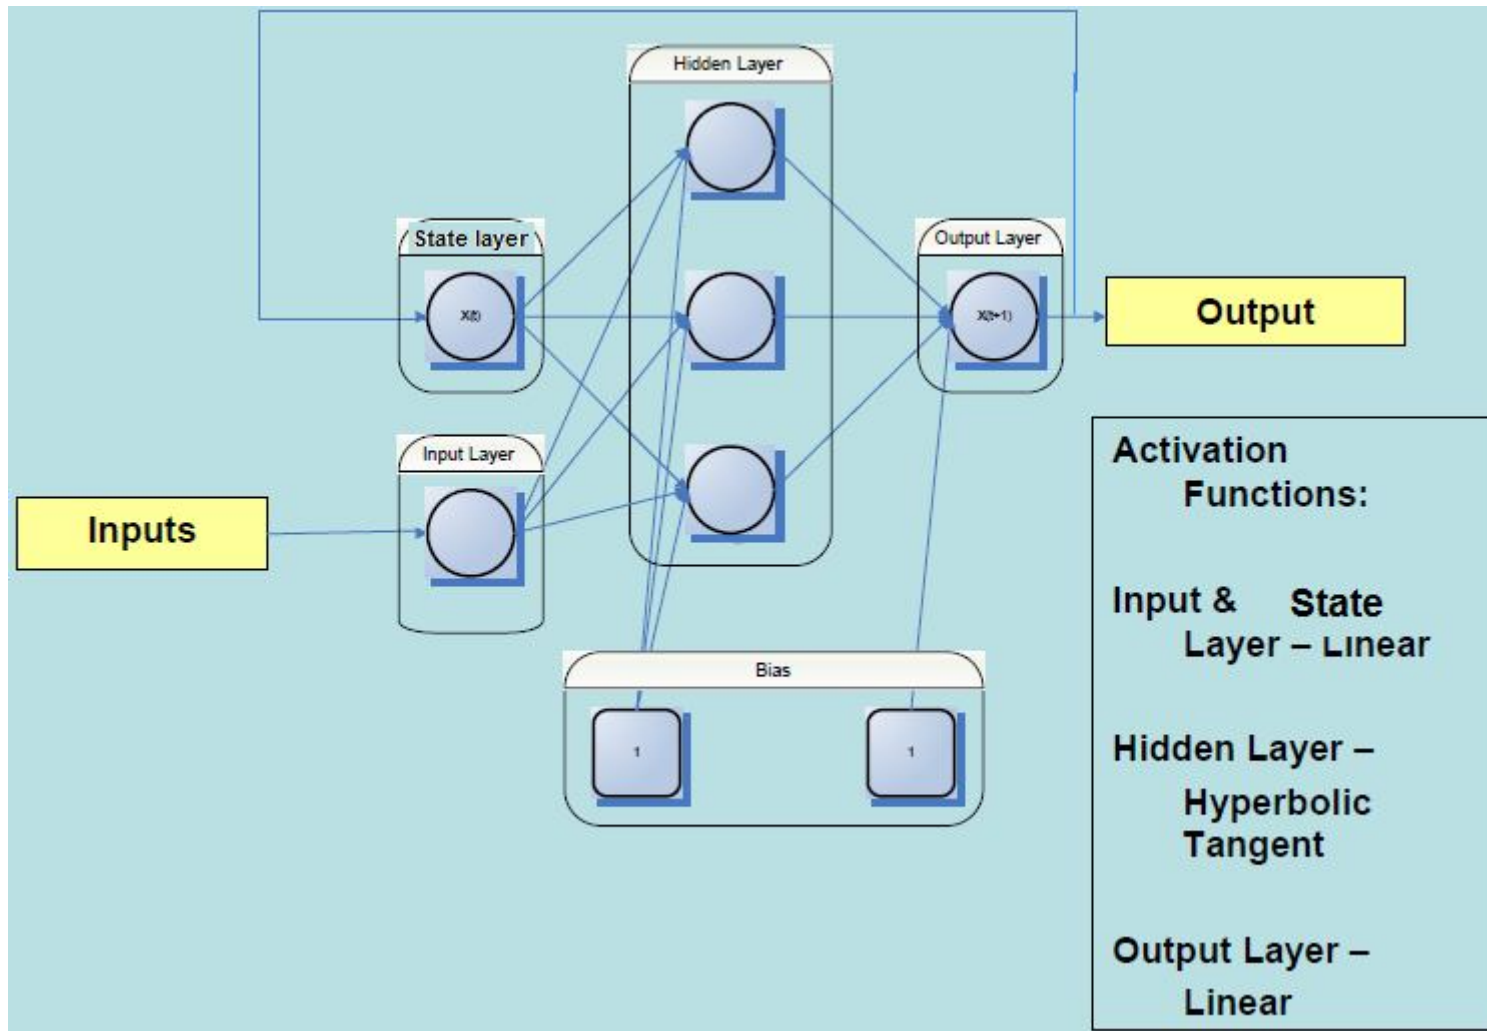 Hidden Layer
State layer
X(t)
Output Layer
X(t+1)
Output
Input Layer
Inputs
Bias
1
1
Activation
Functions:
Input & State
Layer – Linear
Hidden Layer –
Hyperbolic
Tangent
Output Layer –
Linear